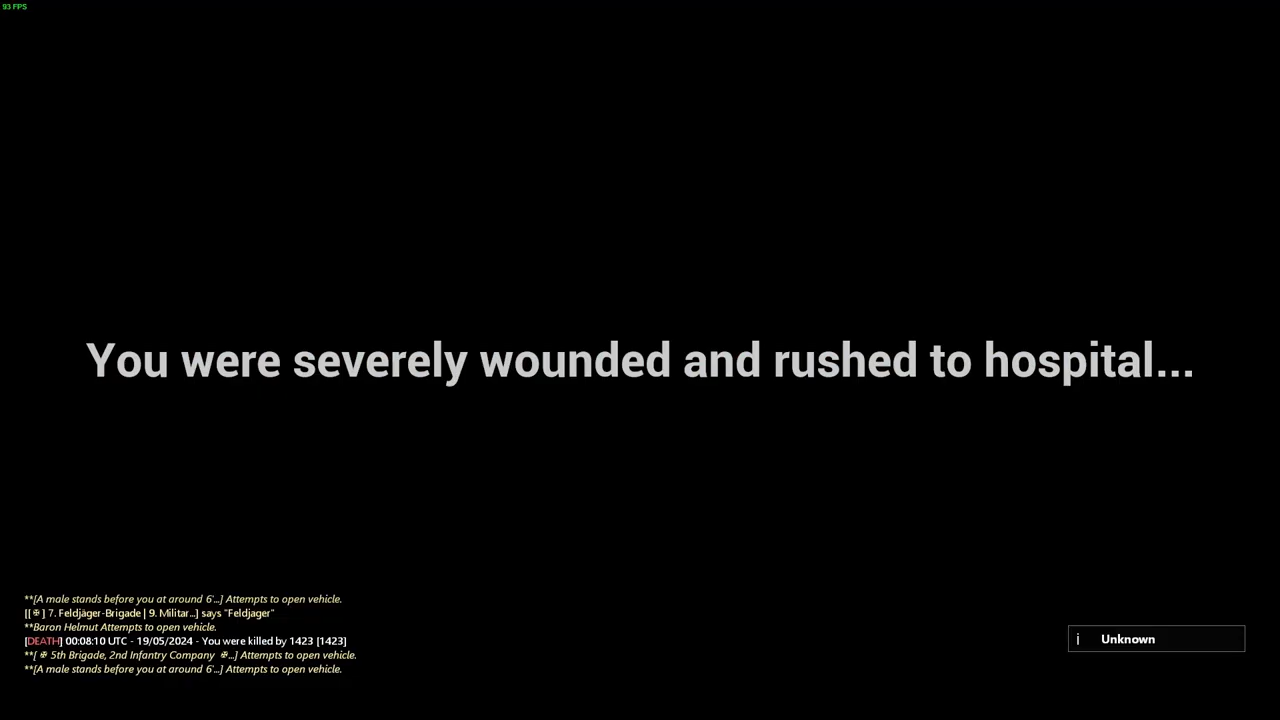 93 FPS
You were severely wounded and rushed to hospital...
**[A male stands before you at around 6'...] Attempts to open vehicle.
[[ ✠ ] 7. Feldjäger-Brigade | 9. Militar...] says "Feldjager"
**Baron Helmut Attempts to open vehicle.
[DEATH] 00:08:10 UTC - 19/05/2024 - You were killed by 1423 [1423]
**[ ✠ 5th Brigade, 2nd Infantry Company ✠...] Attempts to open vehicle.
**[A male stands before you at around 6'...] Attempts to open vehicle.
i Unknown